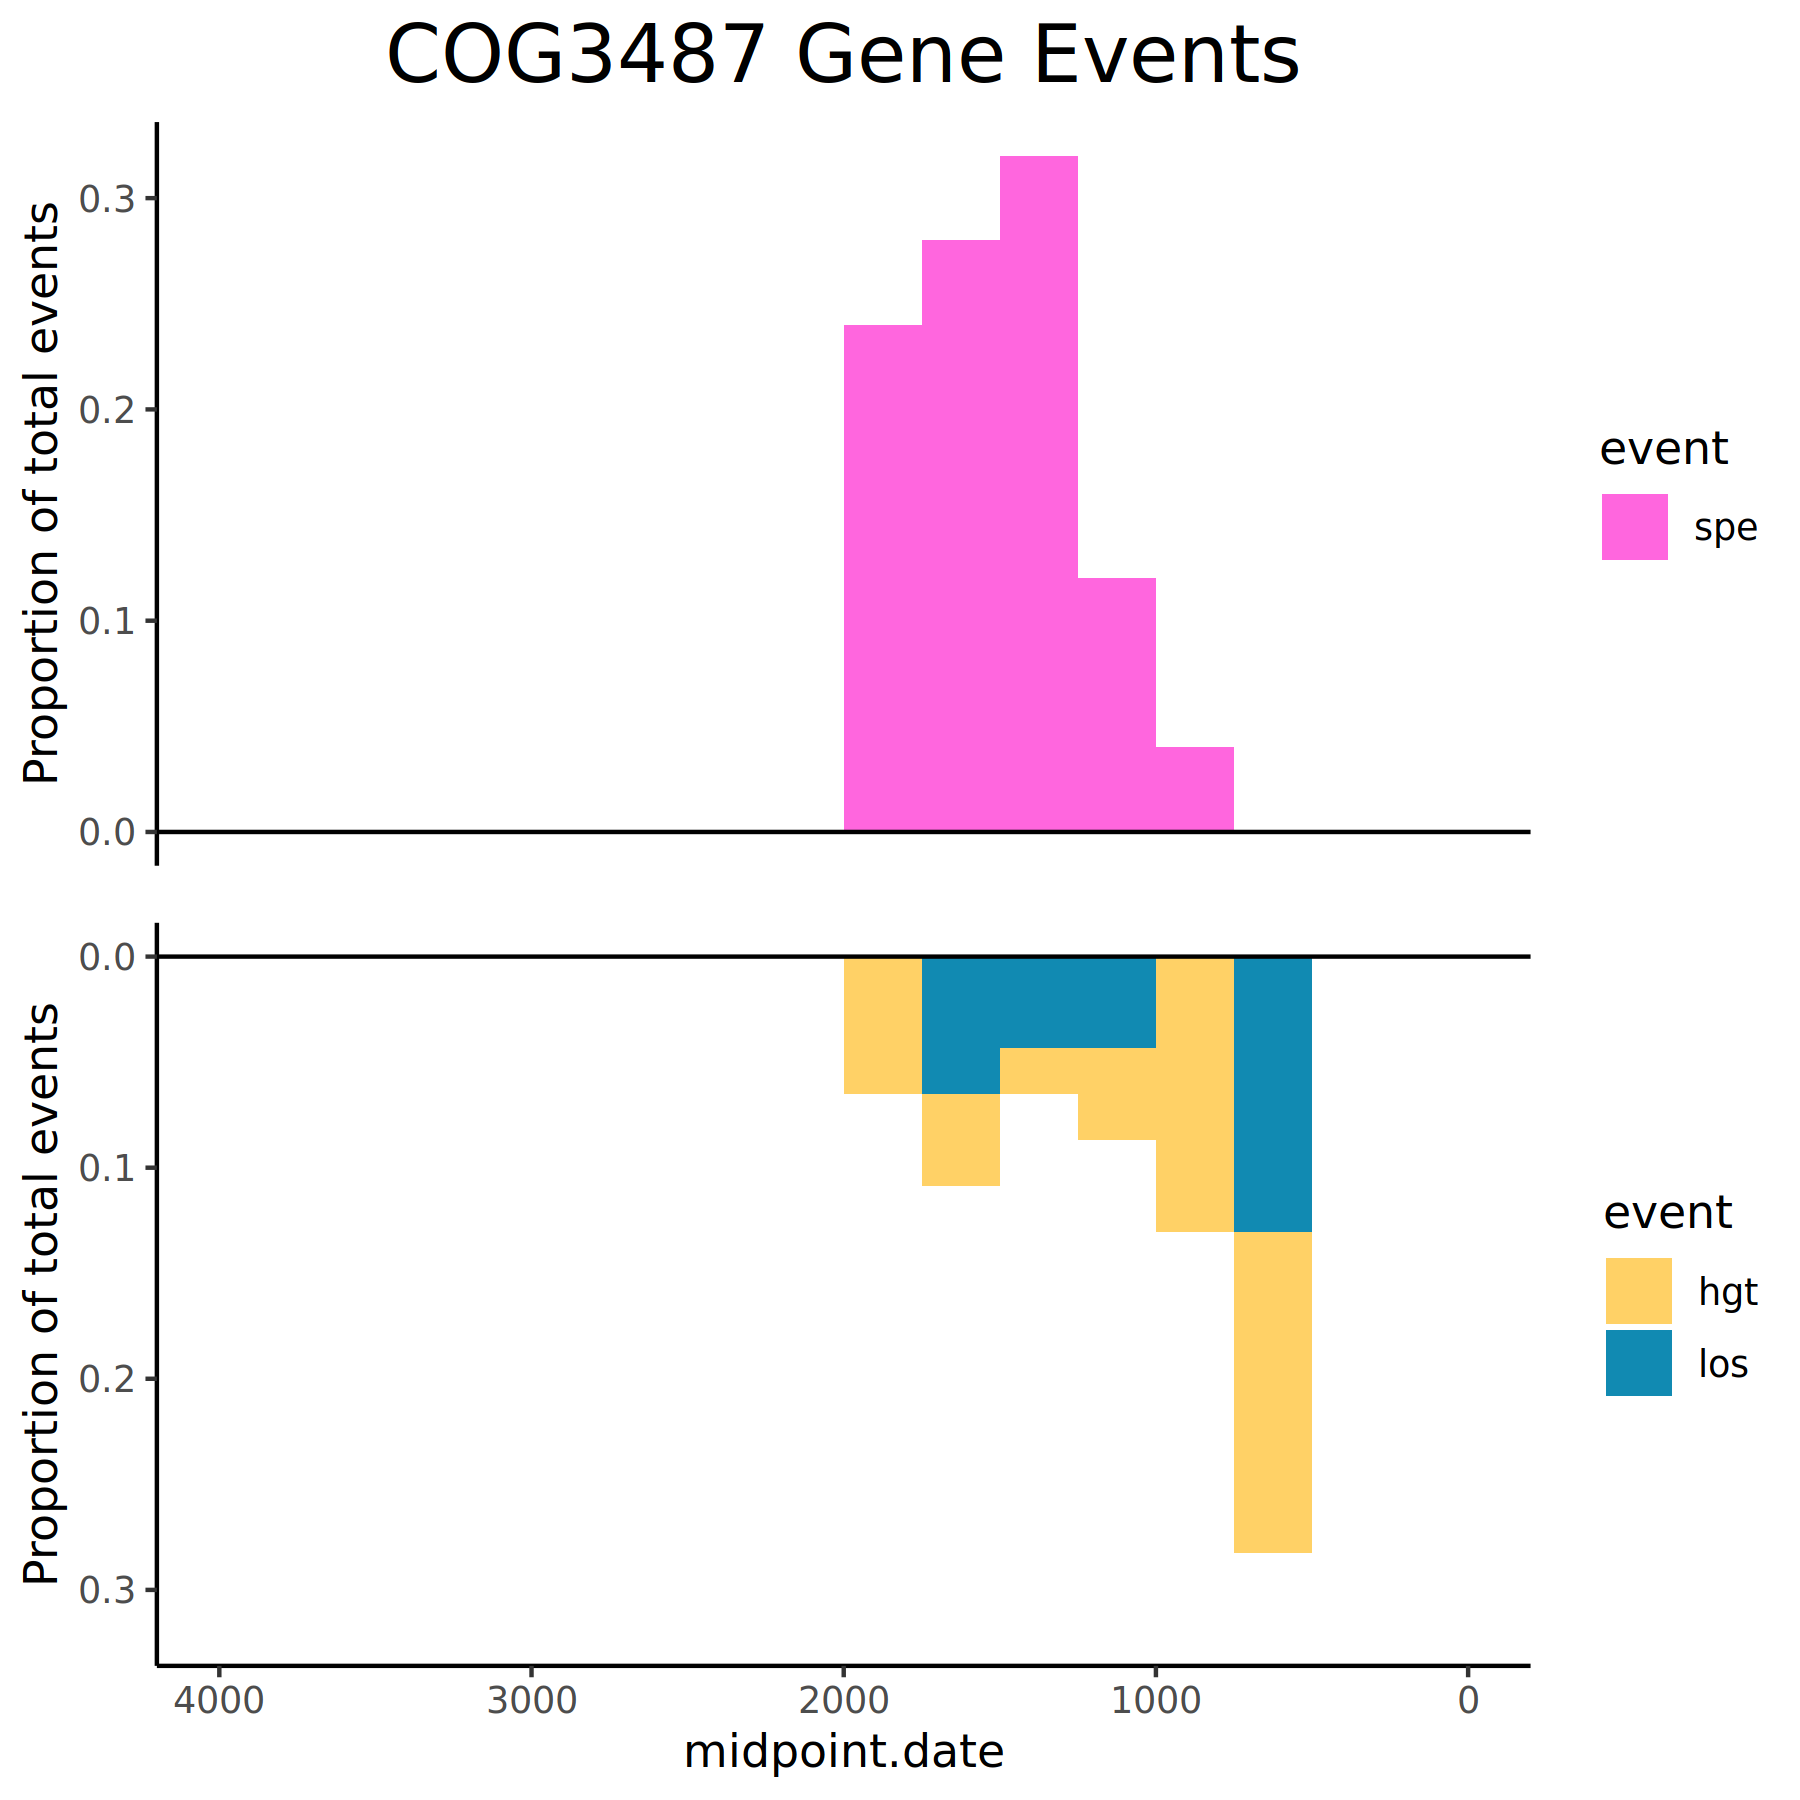 COG3487 Gene Events
Proportion of total events
0.3
0.2
0.1
0.0
event
spe
Proportion of total events
0.0
0.1
0.2
0.3
event
hgt
los
4000 3000 2000 1000 0
midpoint.date